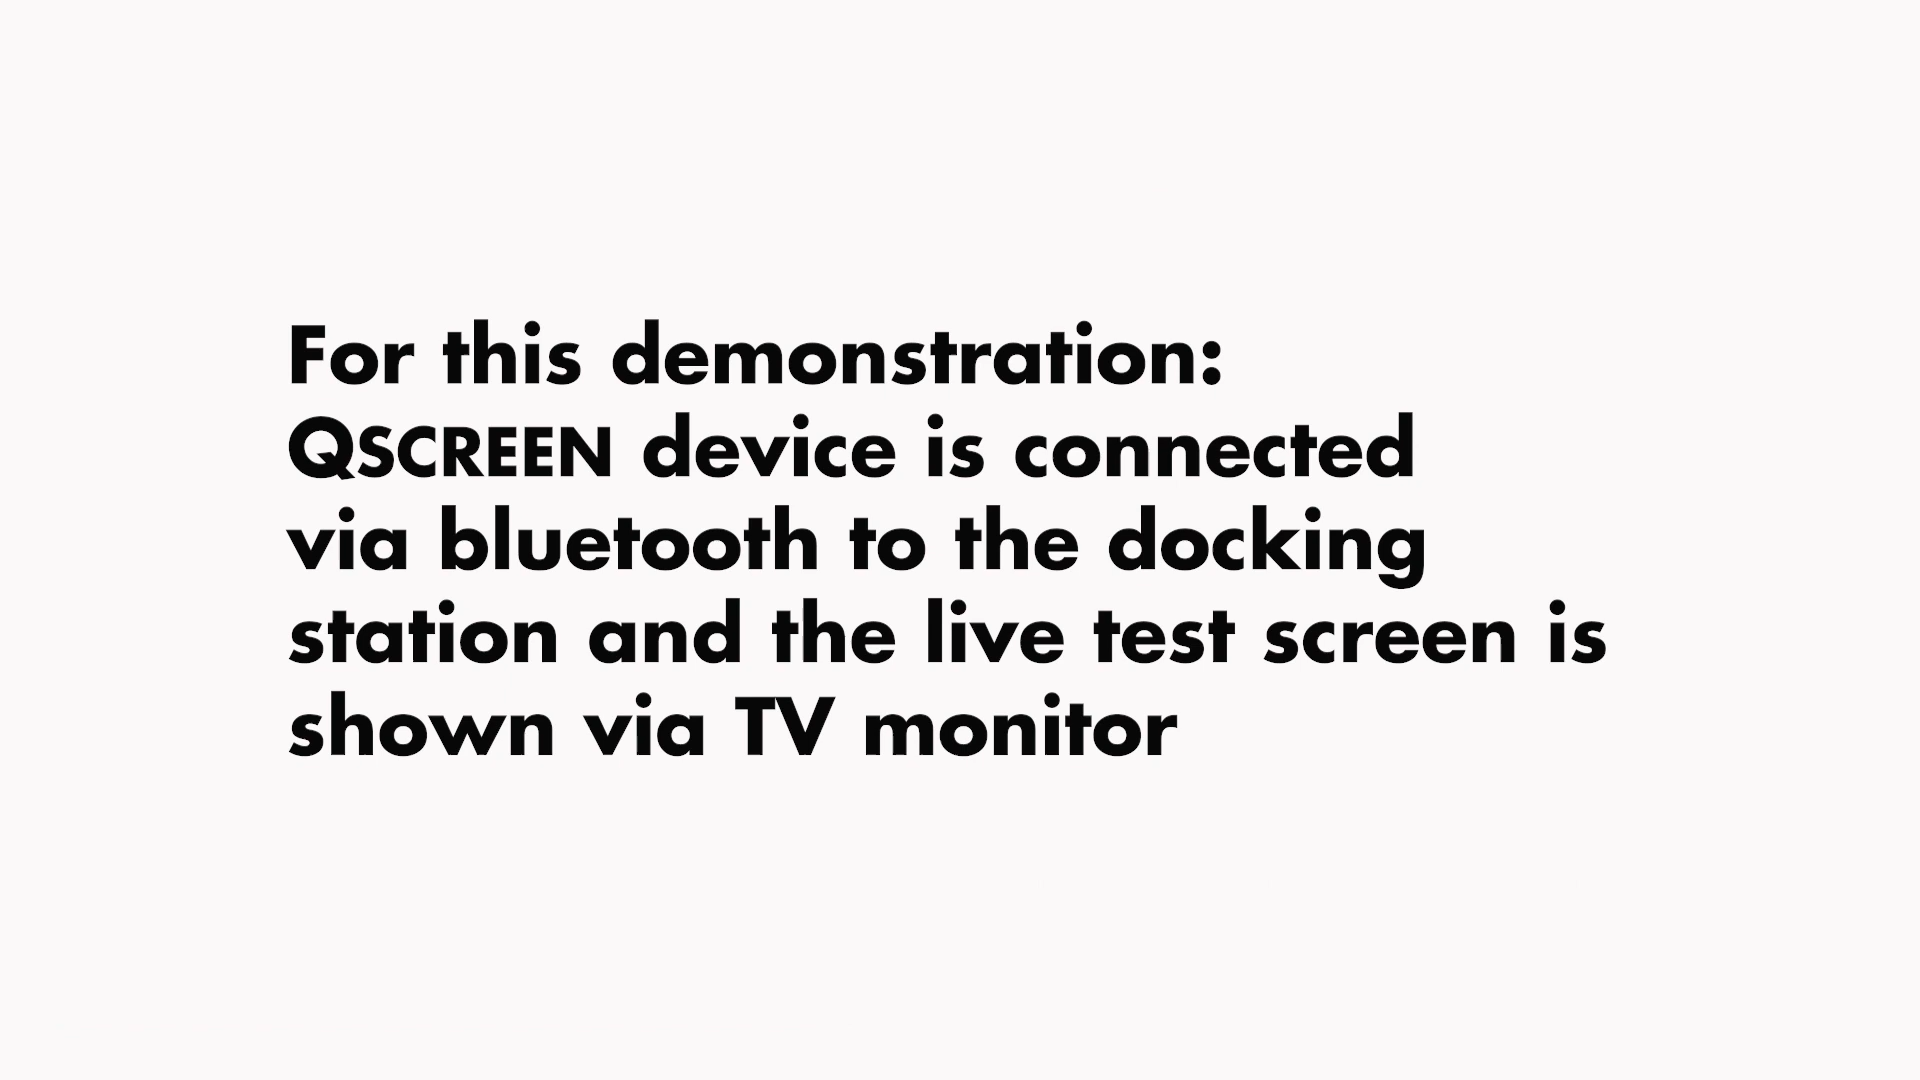 For this demonstration:
QSCREEN device is connected
via bluetooth to the docking
station and the live test screen is
shown via TV monitor